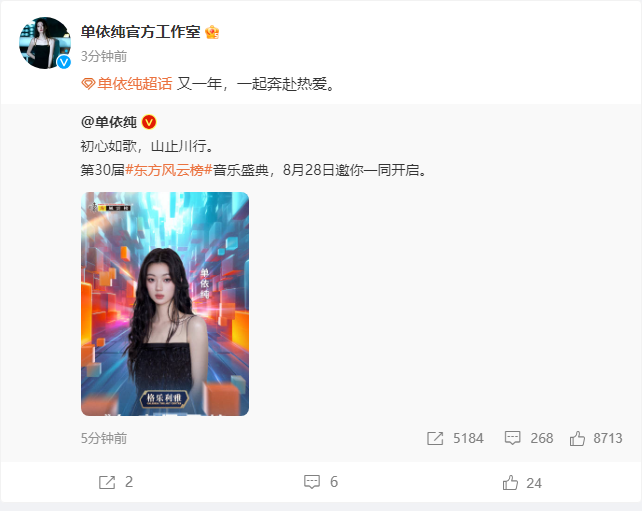 单依纯官方工作室
3分钟前
单依纯超话 又一年，一起奔赴热爱。
@单依纯
初心如歌，山止川行。
第30届#东方风云榜#音乐盛典，8月28日邀你一同开启。
单依纯
格乐利雅
5分钟前
5184 268 8713
2 6 24